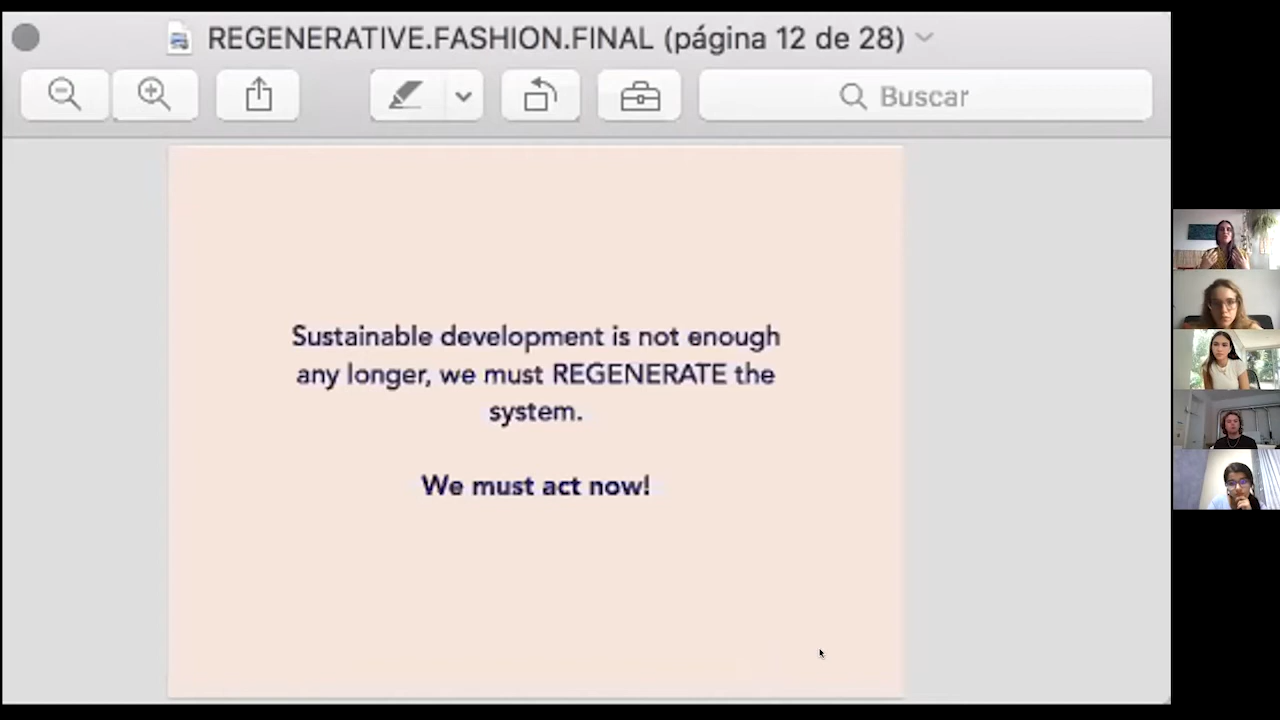 REGENERATIVE.FASHION.FINAL (página 12 de 28)
Buscar
Sustainable development is not enough
any longer, we must REGENERATE the
system.
We must act now!